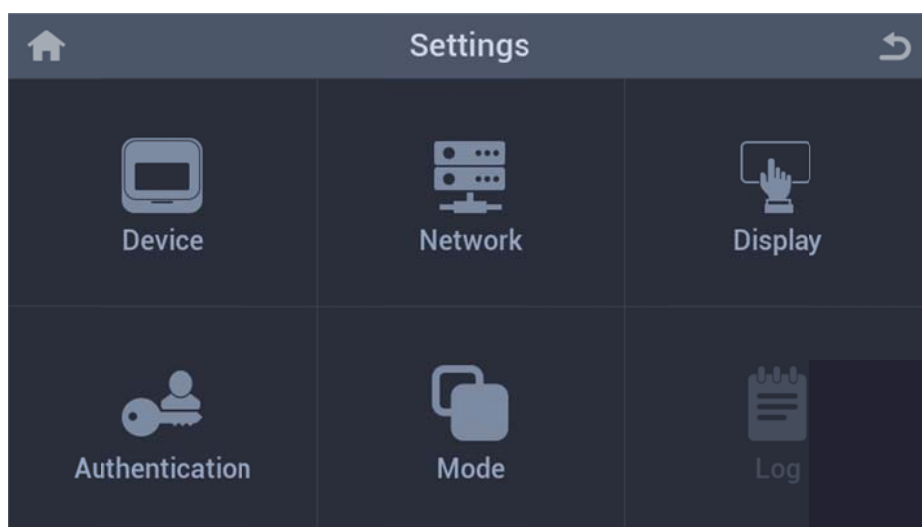 Settings
Device
Network
Display
Authentication
Mode
Log